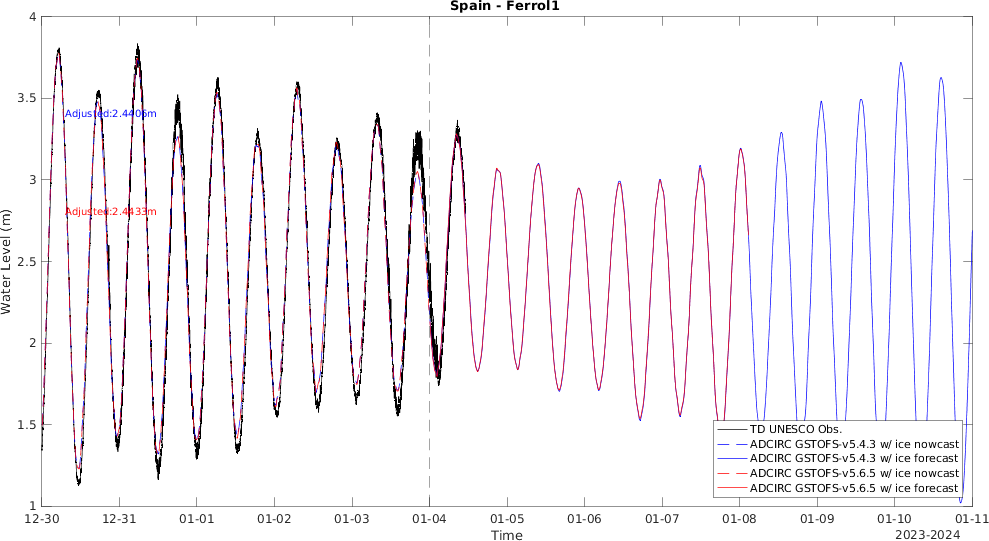 Spain - Ferrol1
4
3.5
3
2.5
2
1.5
1
Water Level (m)
Adjusted:2.4406m
Adjusted:2.4433m
TD UNESCO Obs.
ADCIRC GSTOFS-v5.4.3 w/ ice nowcast
ADCIRC GSTOFS-v5.4.3 w/ ice forecast
ADCIRC GSTOFS-v5.6.5 w/ ice nowcast
ADCIRC GSTOFS-v5.6.5 w/ ice forecast
12-30 12-31 01-01 01-02 01-03 01-04 01-05 01-06 01-07 01-08 01-09 01-10 01-11
Time
2023-2024